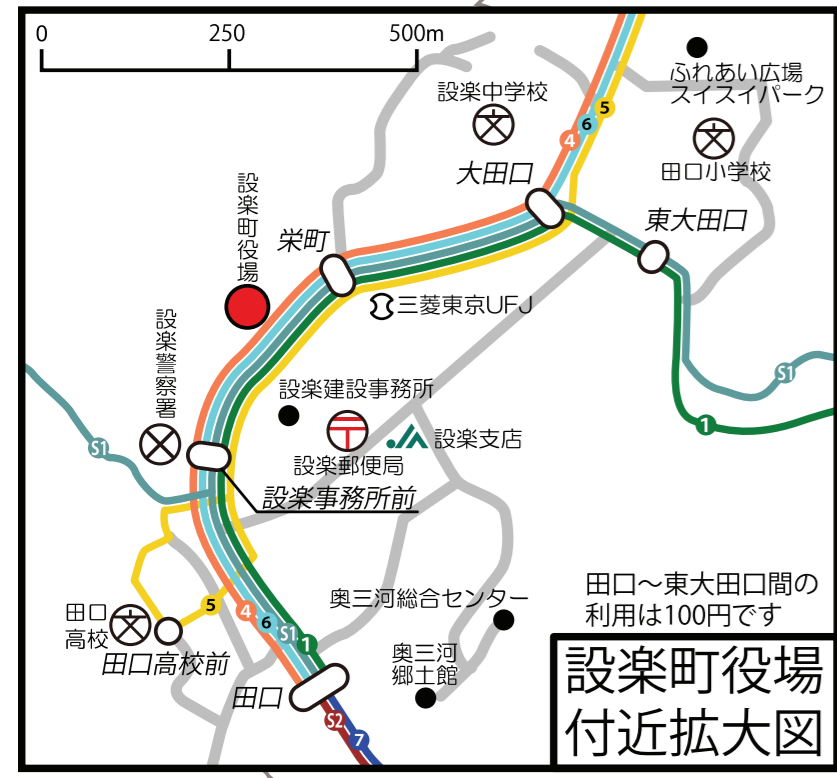 0 250 500m
ふれあい広場
スイスイパーク
設楽中学校
5
6
4
田口小学校
大田口
設楽町役場
東大田口
栄町
三菱東京UFJ
設楽警察署
S1
設楽建設事務所
1
S1
設楽支店
設楽郵便局
設楽事務所前
田口～東大田口間の
利用は100円です
奥三河総合センター
5
4
6
S1
1
田口
高校
田口高校前
奥三河
郷土館
田口
S2
7
設楽町役場
付近拡大図